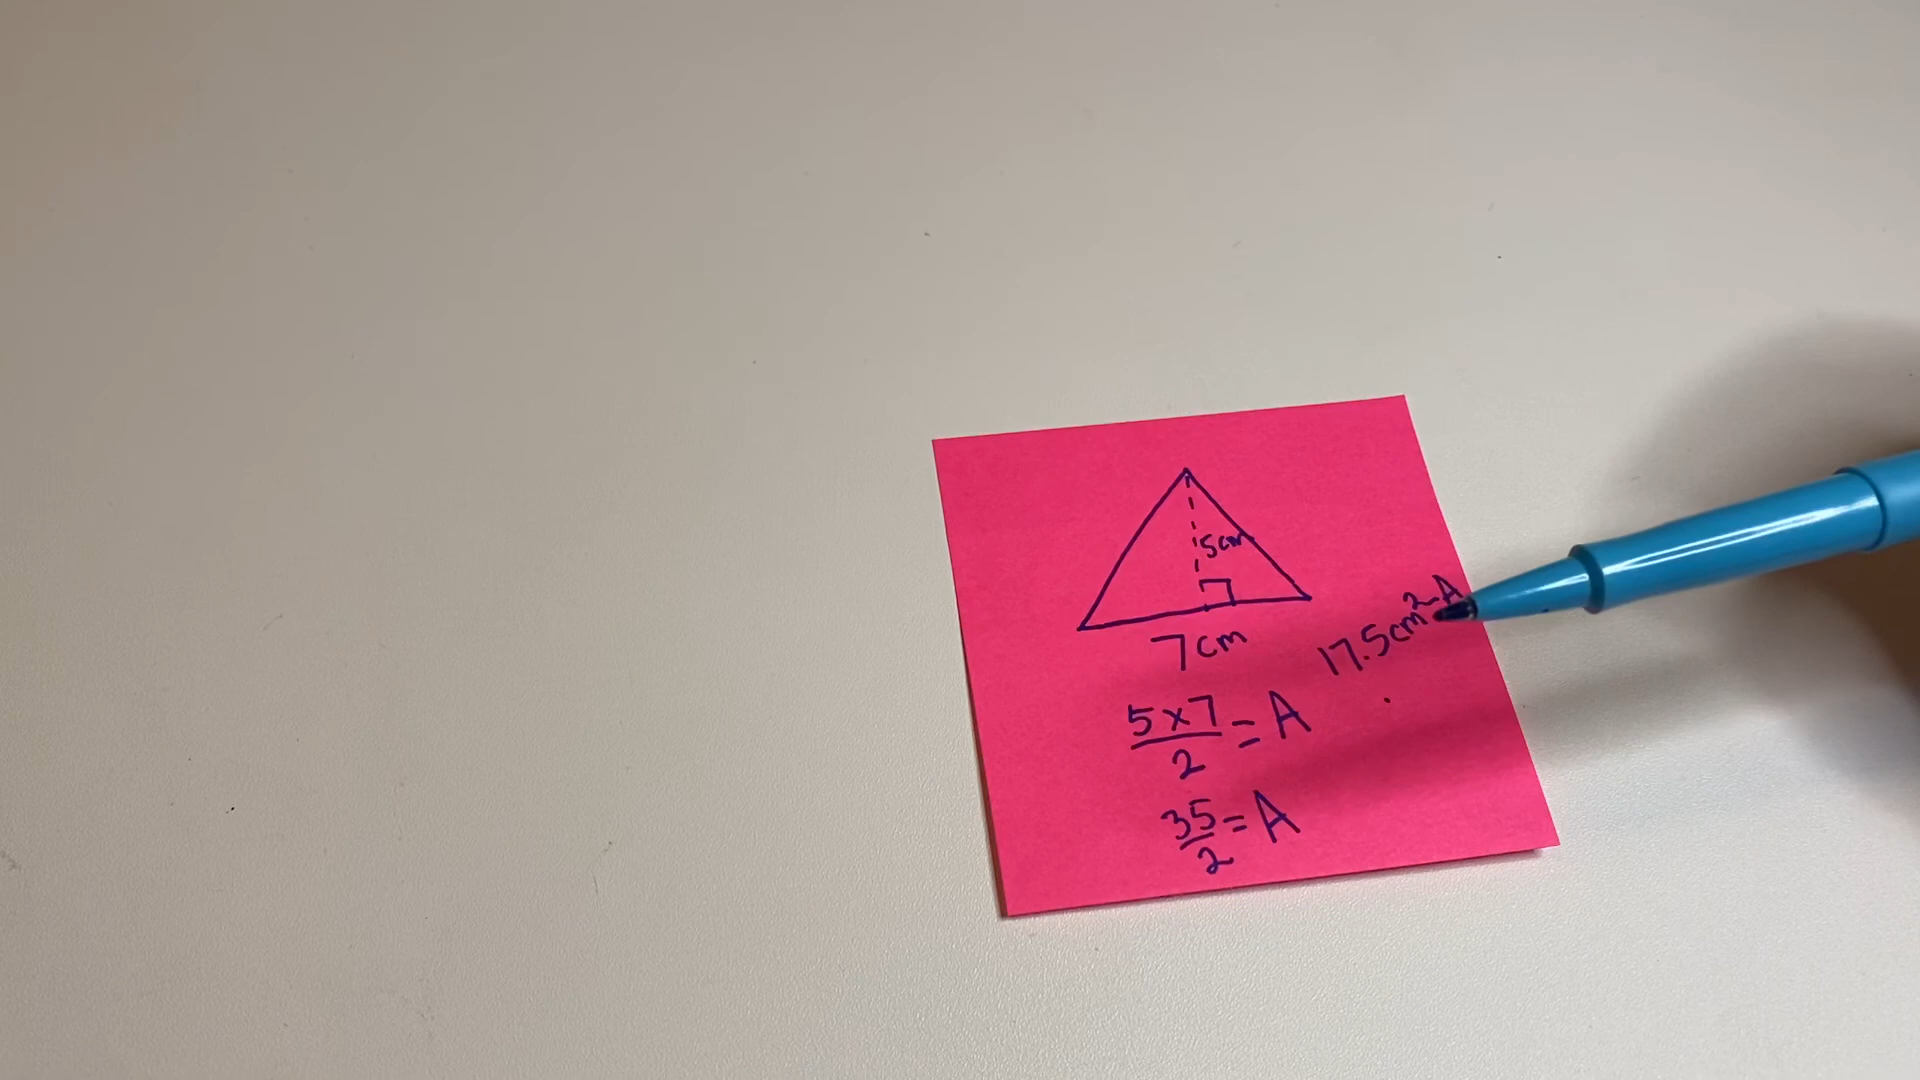 5cm
7cm
17.5cm² A
5 x 7 / 2 = A
35 / 2 = A